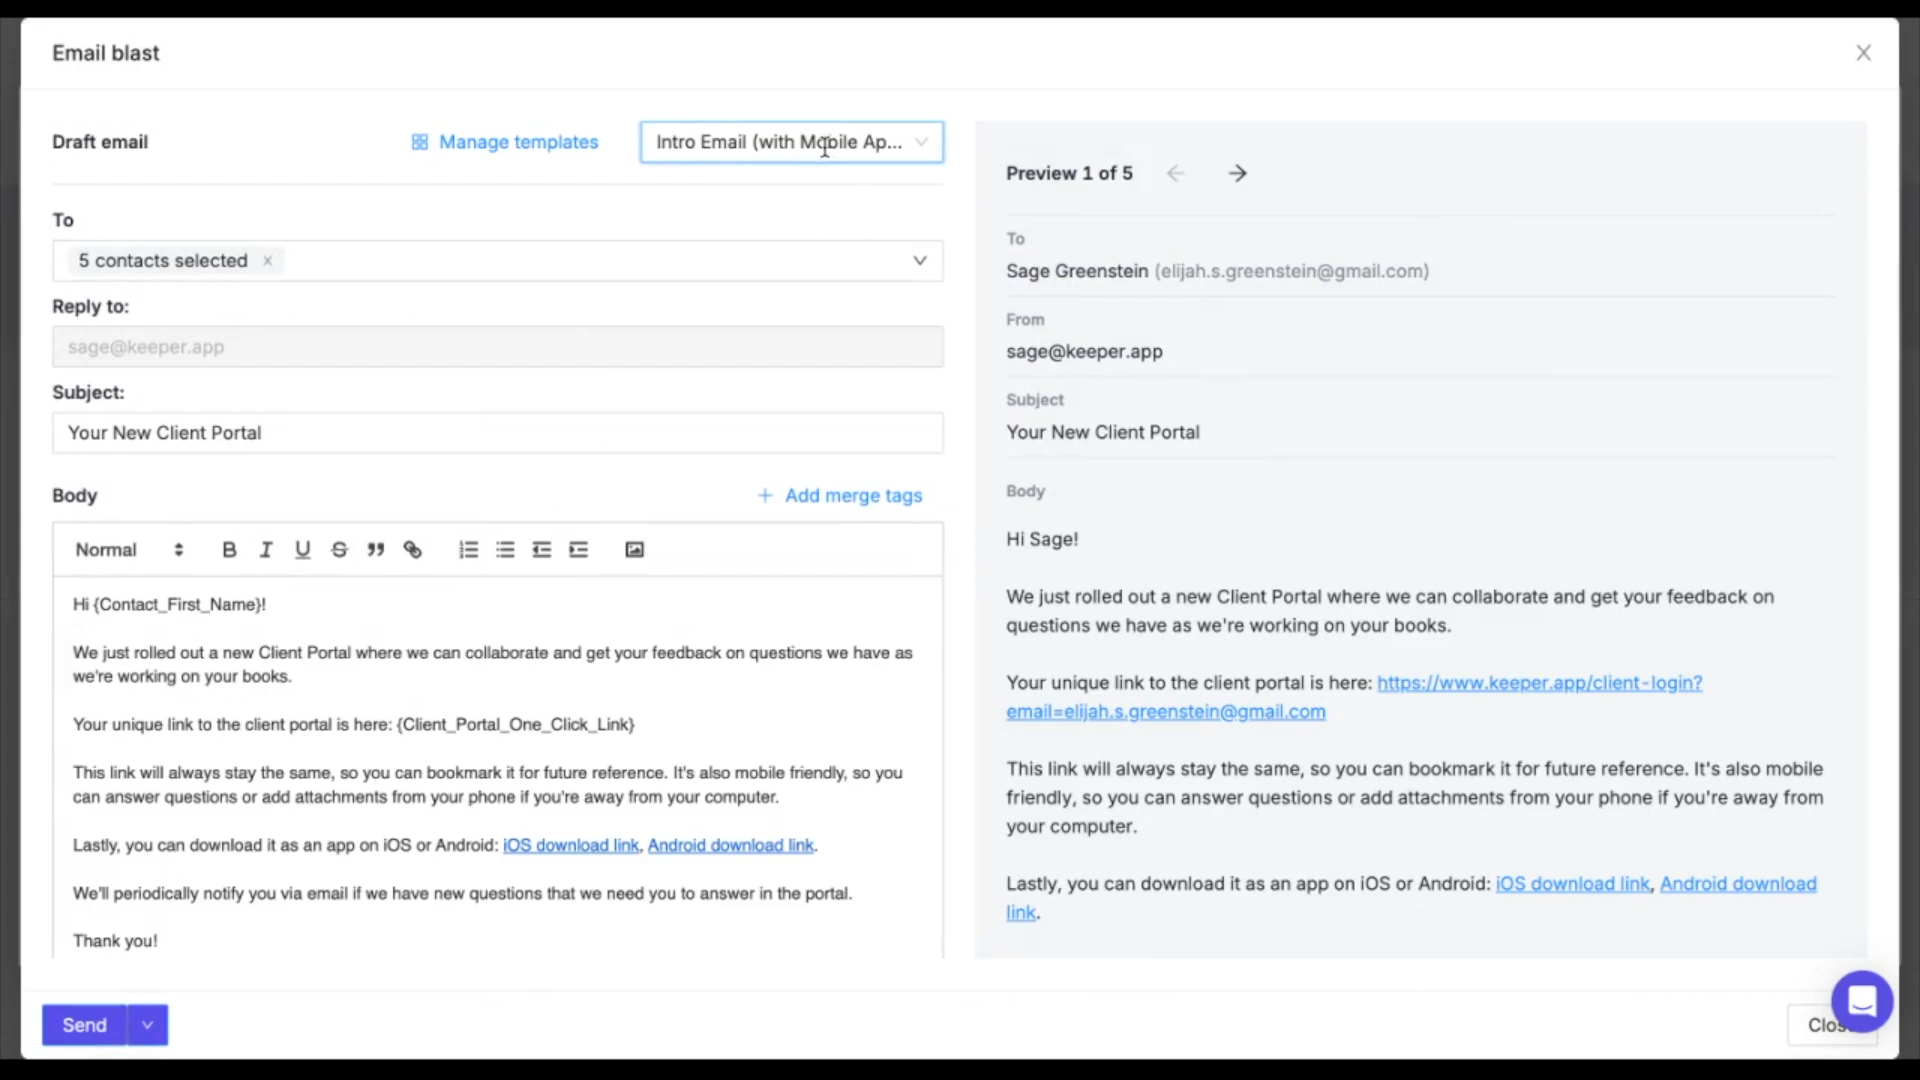 Email blast
Draft email
Manage templates
Intro Email (with Mobile Ap...
To
5 contacts selected
Reply to:
sage@keeper.app
Subject:
Your New Client Portal
Body
Add merge tags
Normal
Hi {Contact_First_Name}!
We just rolled out a new Client Portal where we can collaborate and get your feedback on questions we have as
we're working on your books.
Your unique link to the client portal is here: {Client_Portal_One_Click_Link}
This link will always stay the same, so you can bookmark it for future reference. It's also mobile friendly, so you
can answer questions or add attachments from your phone if you're away from your computer.
Lastly, you can download it as an app on iOS or Android: iOS download link, Android download link.
We'll periodically notify you via email if we have new questions that we need you to answer in the portal.
Thank you!
Preview 1 of 5
To
Sage Greenstein (elijah.s.greenstein@gmail.com)
From
sage@keeper.app
Subject
Your New Client Portal
Body
Hi Sage!
We just rolled out a new Client Portal where we can collaborate and get your feedback on
questions we have as we're working on your books.
Your unique link to the client portal is here: https://www.keeper.app/client-login?
email=elijah.s.greenstein@gmail.com
This link will always stay the same, so you can bookmark it for future reference. It's also mobile
friendly, so you can answer questions or add attachments from your phone if you're away from
your computer.
Lastly, you can download it as an app on iOS or Android: iOS download link, Android download
link.
Send
Clos